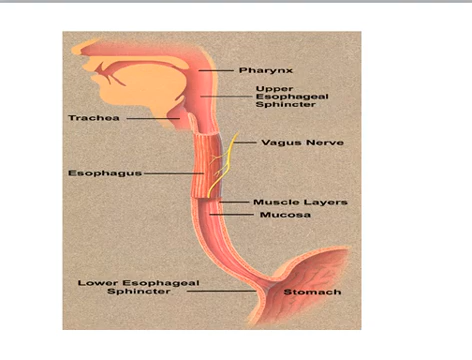 Pharynx
Upper
Esophageal
Sphincter
Trachea
Vagus Nerve
Esophagus
Muscle Layers
Mucosa
Lower Esophageal
Sphincter
Stomach